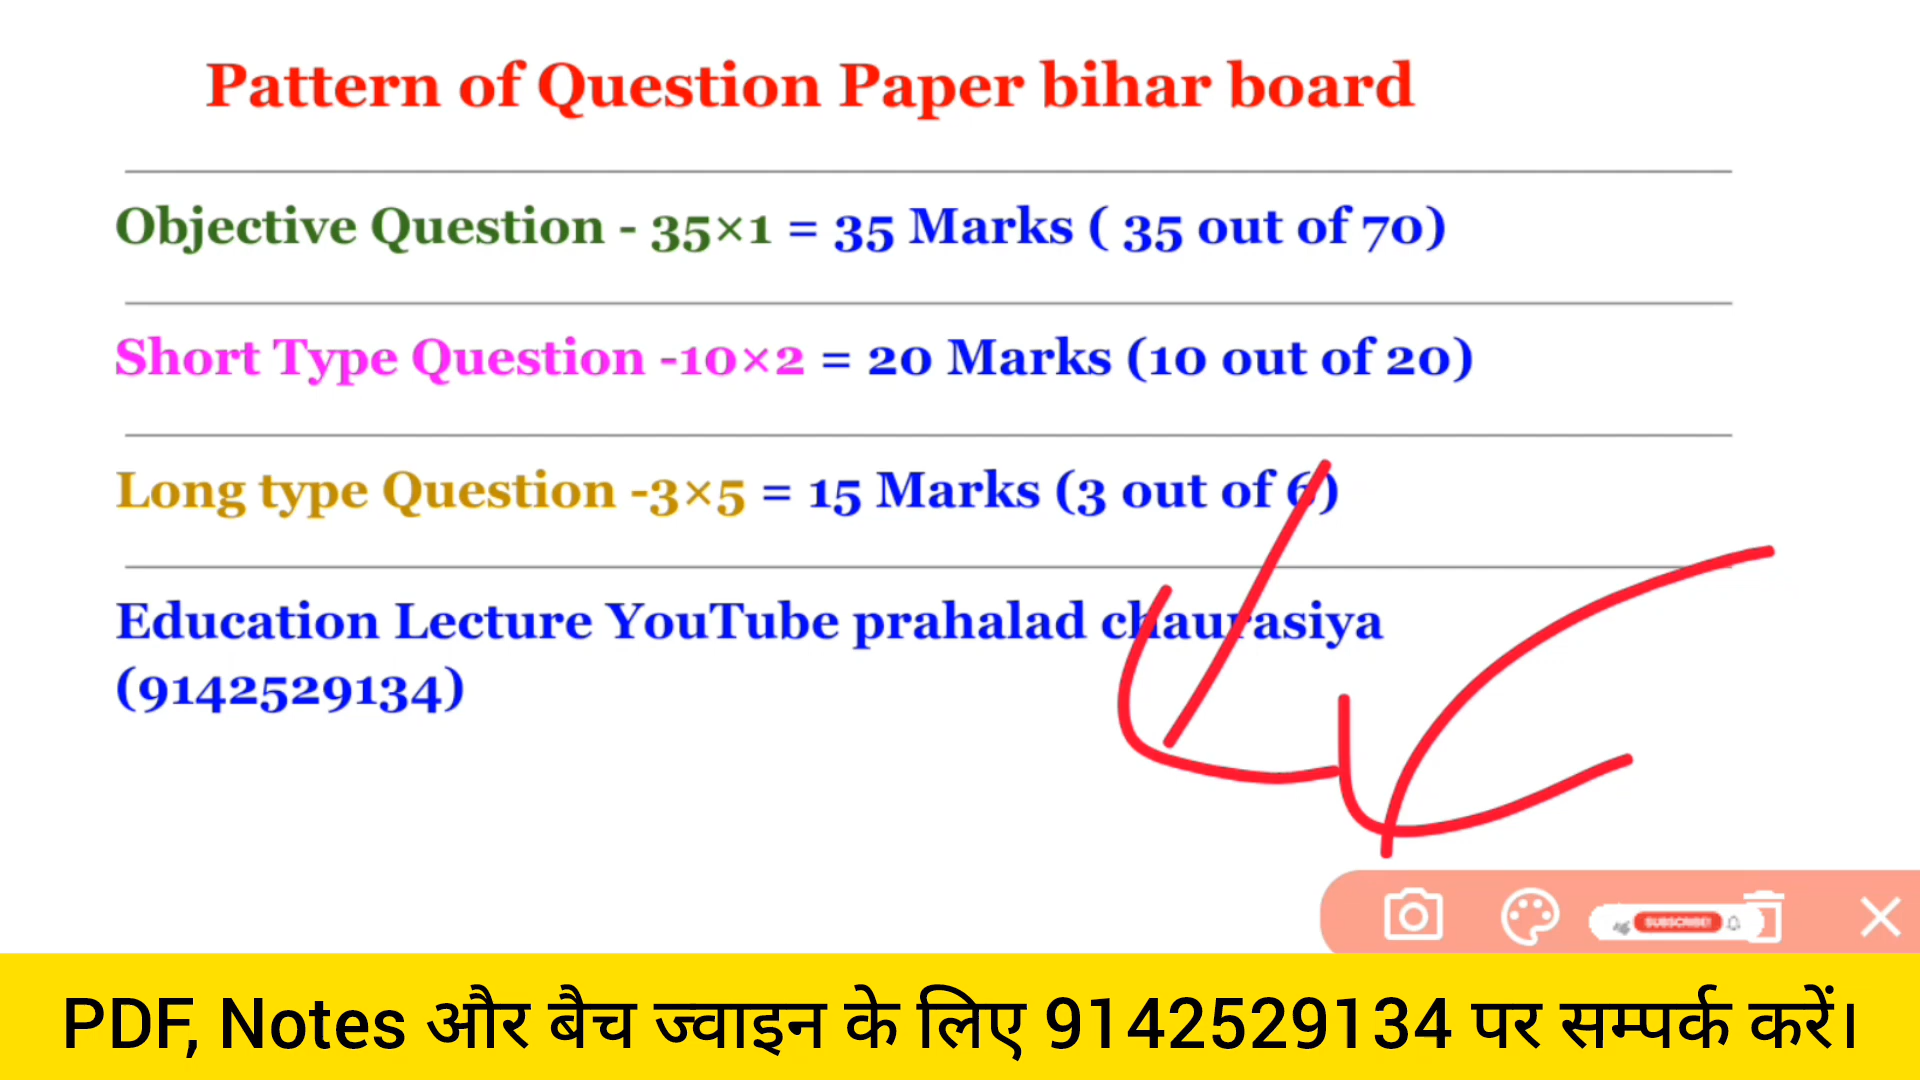 Pattern of Question Paper bihar board
Objective Question - 35×1 = 35 Marks ( 35 out of 70)
Short Type Question -10×2 = 20 Marks (10 out of 20)
Long type Question -3×5 = 15 Marks (3 out of 6)
Education Lecture YouTube prahalad chaurasiya
(9142529134)
SUBSCRIBE!
PDF, Notes और बैच ज्वाइन के लिए 9142529134 पर सम्पर्क करें।